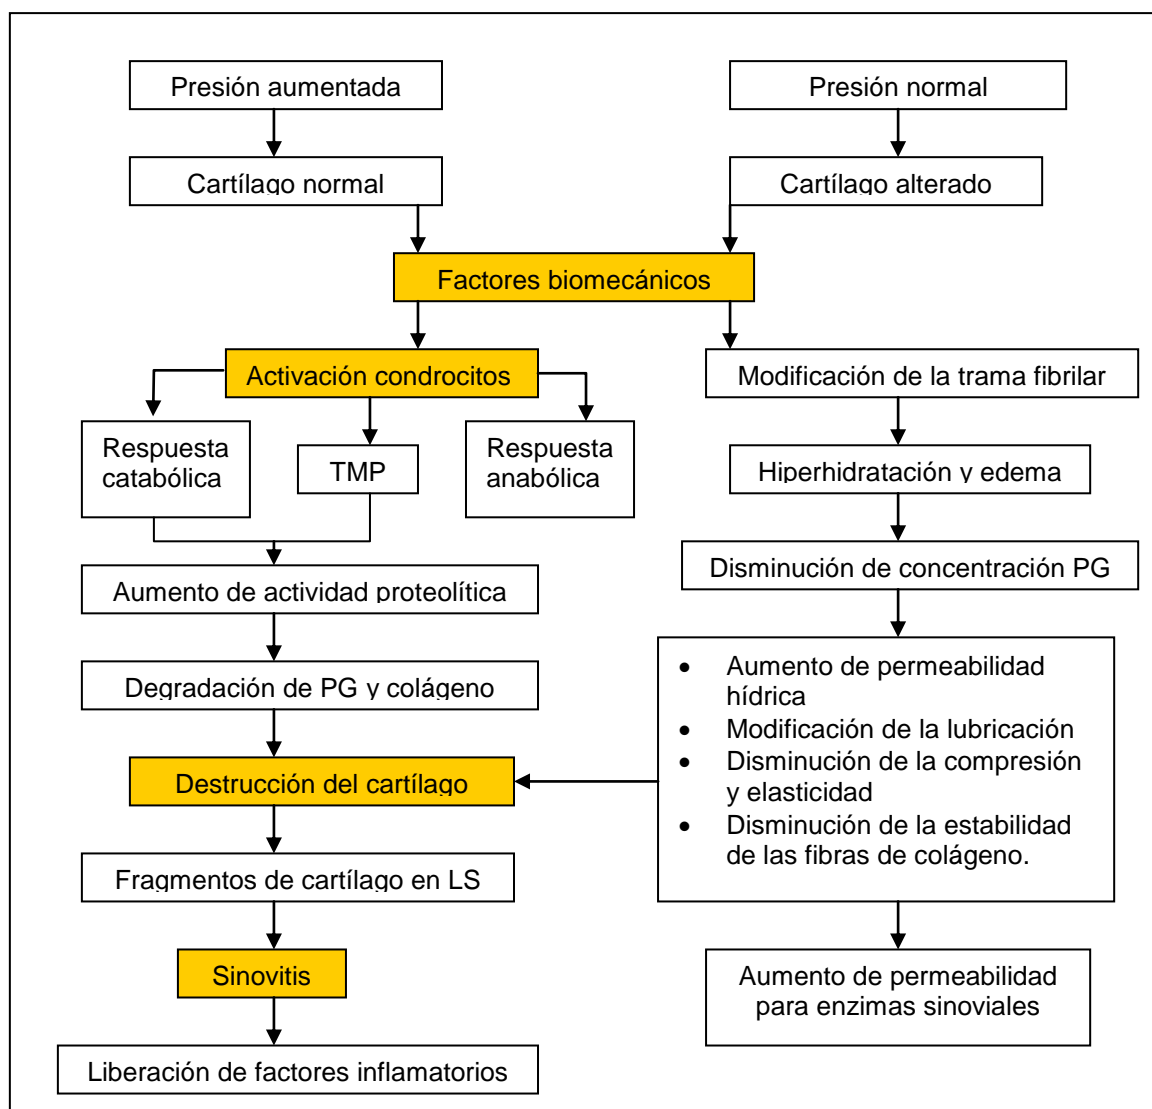 Presión aumentada
Presión normal
Cartílago normal
Cartílago alterado
Factores biomecánicos
Activación condrocitos
Modificación de la trama fibrilar
Respuesta
catabólica
TMP
Respuesta
anabólica
Hiperhidratación y edema
Disminución de concentración PG
Aumento de actividad proteolítica
Degradación de PG y colágeno
• Aumento de permeabilidad
hídrica
• Modificación de la lubricación
• Disminución de la compresión
y elasticidad
• Disminución de la estabilidad
de las fibras de colágeno.
Destrucción del cartílago
Fragmentos de cartílago en LS
Sinovitis
Aumento de permeabilidad
para enzimas sinoviales
Liberación de factores inflamatorios